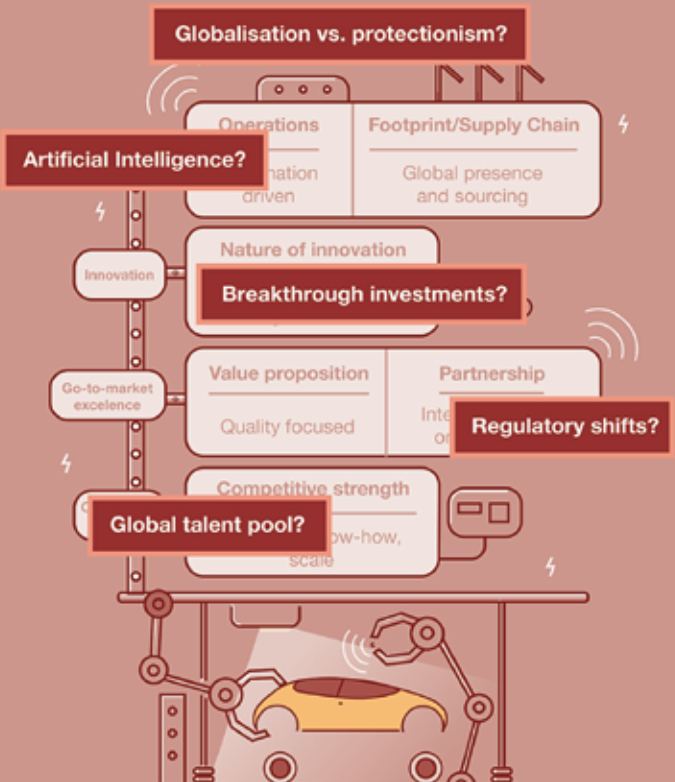 Globalisation vs. protectionism?
Operations
Footprint/Supply Chain
Artificial Intelligence?
driven
Global presence
and sourcing
Nature of innovation
Innovation
Breakthrough investments?
Value proposition
Partnership
Go-to-market
excelence
Quality focused
Regulatory shifts?
Competitive strength
Global talent pool?
scale